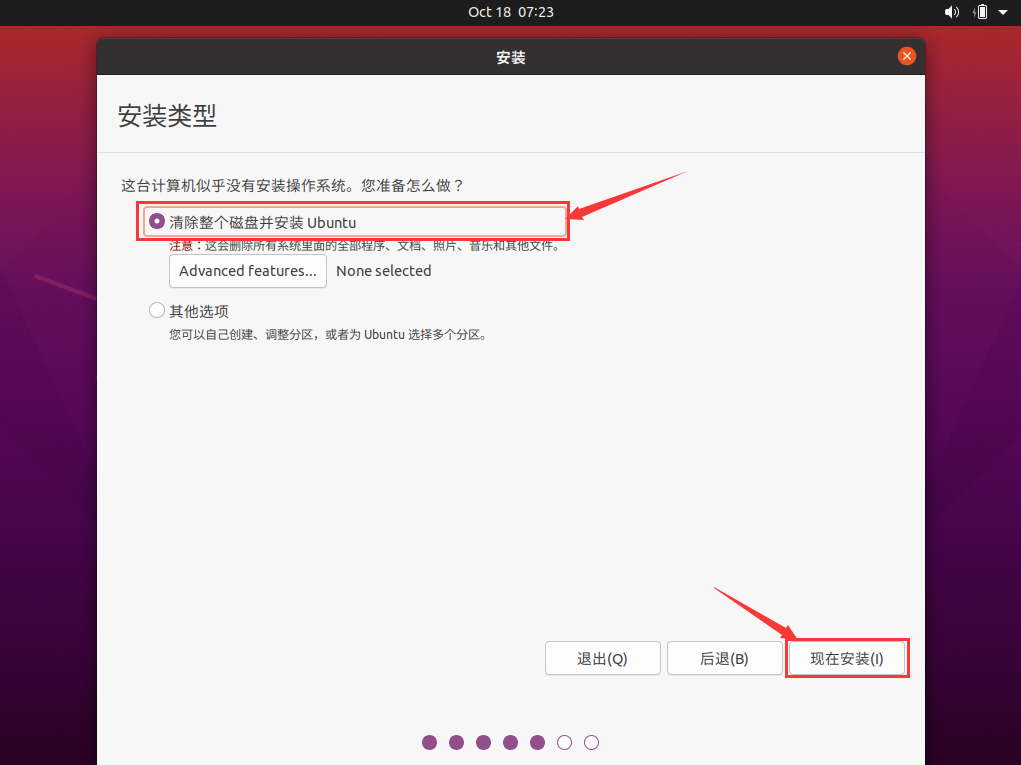 Oct 18 07:23
安装
安装类型
这台计算机似乎没有安装操作系统。您准备怎么做？
清除整个磁盘并安装 Ubuntu
注意：这会删除所有系统里面的全部程序、文档、照片、音乐和其他文件。
Advanced features... None selected
其他选项
您可以自己创建、调整分区，或者为 Ubuntu 选择多个分区。
退出(Q) 后退(B) 现在安装(I)